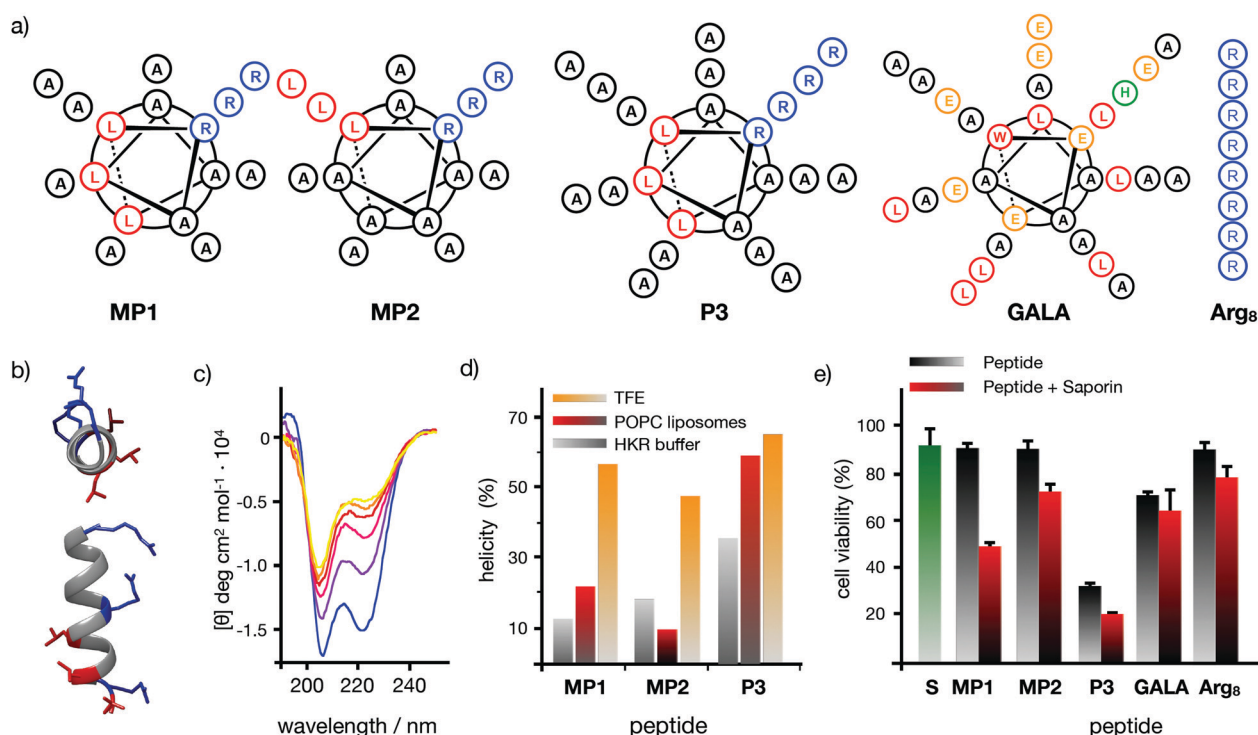 a)
A A A L L L A A A A A A R R R
MP1
L L L A A A A A A A A A R R R R
MP2
A A A L L L A A A A A A A A A A R R R R
P3
E E A L W A E A A A E A L E L L A A L A A L A A E L H E A
GALA
R
R
R
R
R
R
R
R
Arg8
b)
c)
0
-0.5
-1.0
-1.5
[θ] deg cm2 mol-1 · 104
200 220 240
wavelength / nm
d)
TFE
POPC liposomes
HKR buffer
70
50
30
10
helicity (%)
MP1 MP2 P3
peptide
e)
Peptide
Peptide + Saporin
100
80
60
40
20
cell viability (%)
S MP1 MP2 P3 GALA Arg8
peptide